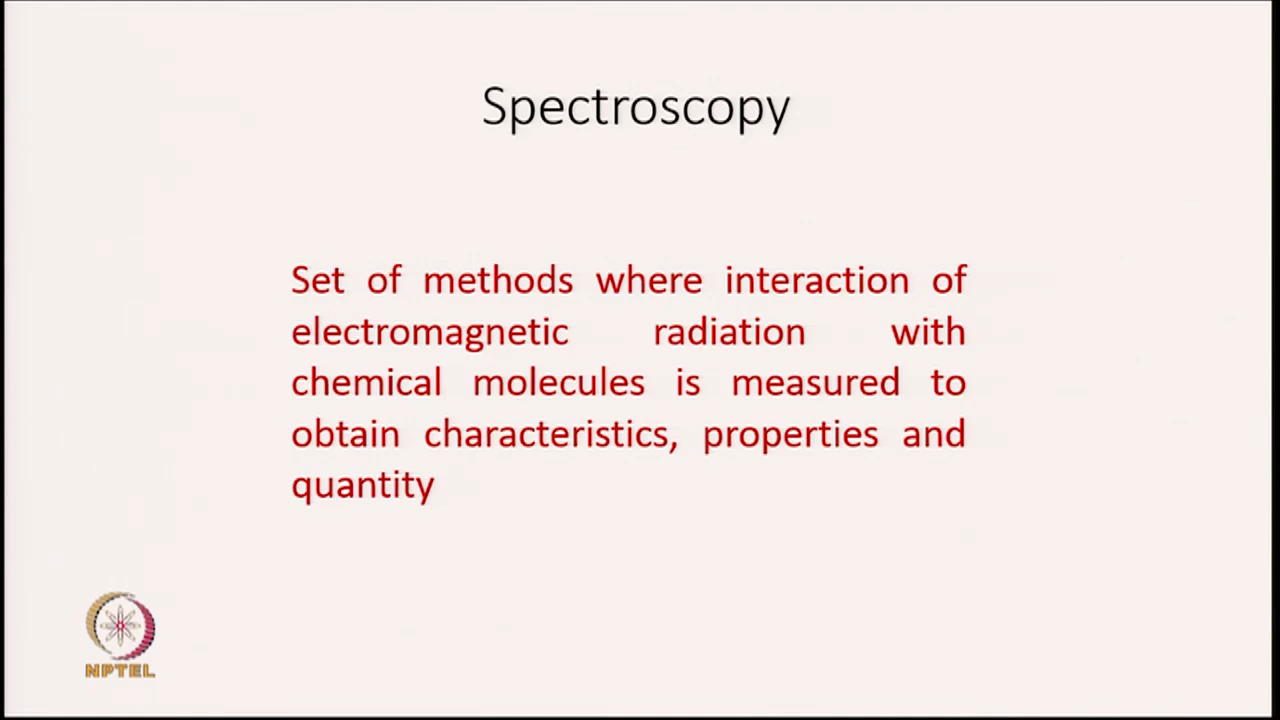 Spectroscopy
Set of methods where interaction of
electromagnetic radiation with
chemical molecules is measured to
obtain characteristics, properties and
quantity
NPTEL